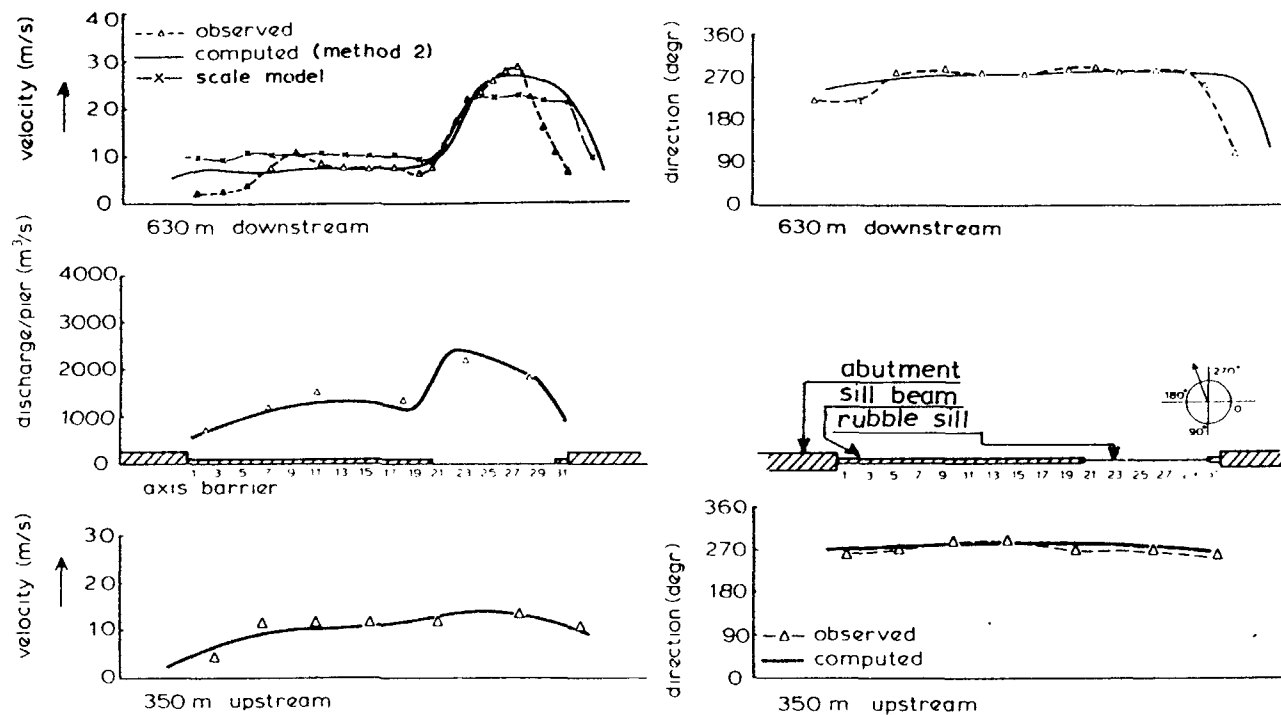 velocity (m/s)
40
30
20
10
0
observed
computed (method 2)
scale model
630 m downstream
direction (degr
360
270
180
90
0
630 m downstream
discharge/pier (m³/s)
4000
3000
2000
1000
0
1 3 5 7 9 11 13 15 17 19 21 23 25 27 29 31
axis barrier
abutment
sill beam
rubble sill
270°
180°
0
90°
1 3 5 7 9 11 13 15 17 19 21 23 25 27
velocity (m/s)
30
20
10
0
350 m upstream
direction (degr)
360
270
180
90
0
observed
computed
350 m upstream